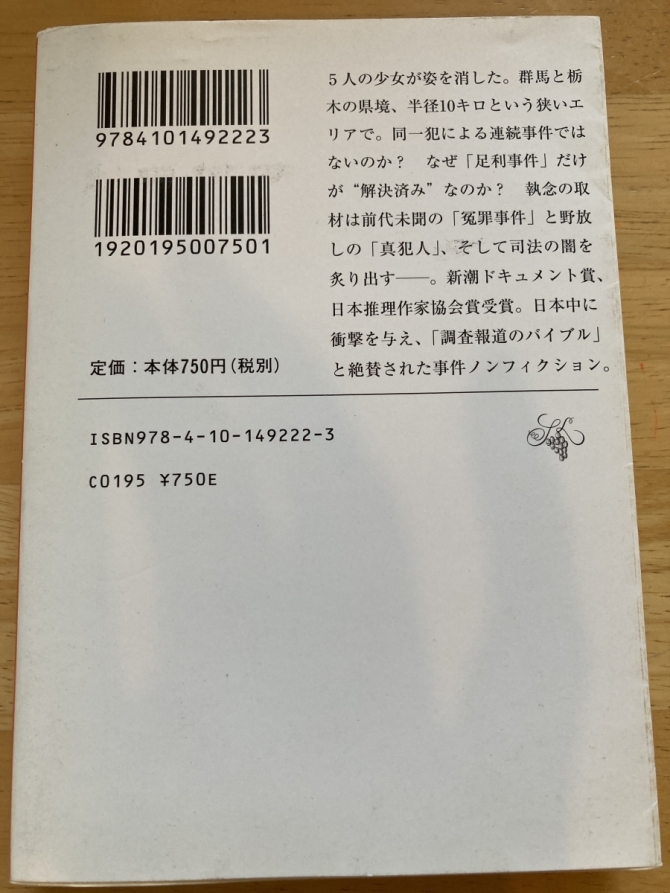 9784101492223
1920195007501
定価：本体750円（税別）
5人の少女が姿を消した。群馬と栃
木の県境、半径10キロという狭いエ
リアで。同一犯による連続事件では
ないのか？　なぜ「足利事件」だけ
が“解決済み”なのか？　執念の取
材は前代未聞の「冤罪事件」と野放
しの「真犯人」、そして司法の闇を
炙り出す――。新潮ドキュメント賞、
日本推理作家協会賞受賞。日本中に
衝撃を与え、「調査報道のバイブル」
と絶賛された事件ノンフィクション。
ISBN978-4-10-149222-3
C0195 ¥750E